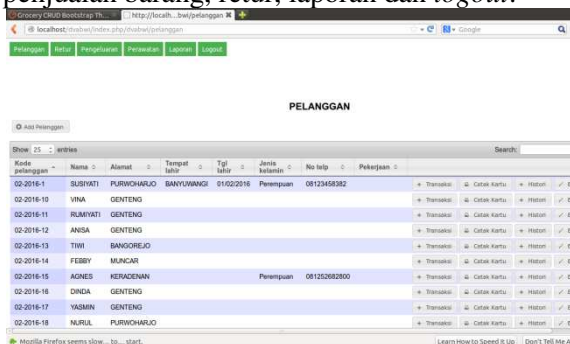 penjualan barang, retur, laporan dan logout.
Grocery CRUD Bootstrap Th... http://localh...bwi/pelanggan
localhost/dvabwi/index.php/dvabwi/pelanggan Google
Pelanggan Retur Pengeluaran Perawatan Laporan Logout
PELANGGAN
Add Pelanggan
Show 25 entries Search:
Kode pelanggan Nama Alamat Tempat lahir Tgl lahir Jenis kelamin No telp Pekerjaan
02-2016-1 SUSIYATI PURWOHARJO BANYUWANGI 01/02/2016 Perempuan 08123458382 + Transaksi Cetak Kartu + Histori
02-2016-10 VINA GENTENG + Transaksi Cetak Kartu + Histori
02-2016-11 RUMIYATI GENTENG + Transaksi Cetak Kartu + Histori
02-2016-12 ANISA GENTENG + Transaksi Cetak Kartu + Histori
02-2016-13 TIWI BANGOREJO + Transaksi Cetak Kartu + Histori
02-2016-14 FEBBY MUNCAR + Transaksi Cetak Kartu + Histori
02-2016-15 AGNES KERADENAN Perempuan 081252682800 + Transaksi Cetak Kartu + Histori
02-2016-16 DINDA GENTENG + Transaksi Cetak Kartu + Histori
02-2016-17 YASMIN GENTENG + Transaksi Cetak Kartu + Histori
02-2016-18 NURUL PURWOHARJO + Transaksi Cetak Kartu + Histori
Mozilla Firefox seems slow... to... start. Learn How to Speed It Up Don't Tell Me A